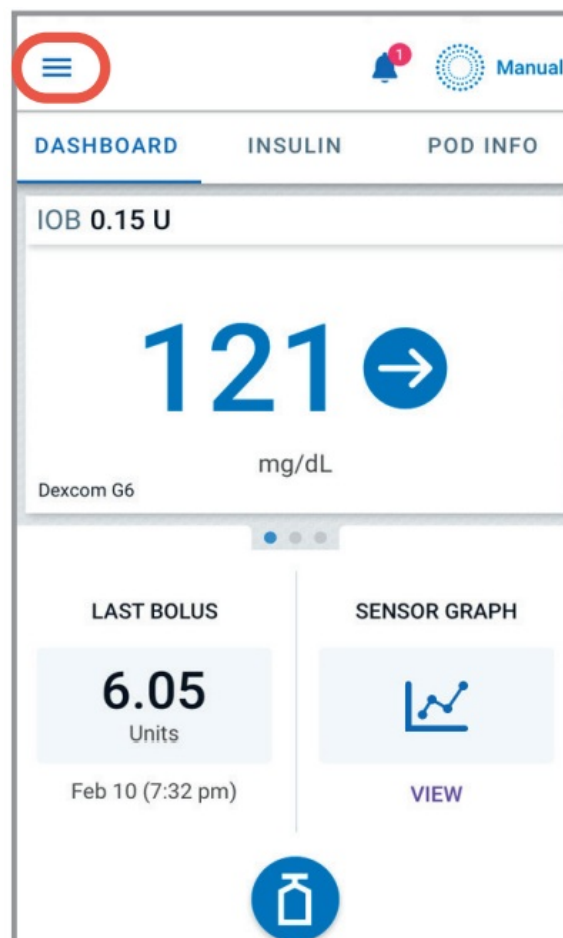 1
Manual
DASHBOARD INSULIN POD INFO
IOB 0.15 U
121
mg/dL
Dexcom G6
LAST BOLUS SENSOR GRAPH
6.05
Units
Feb 10 (7:32 pm) VIEW